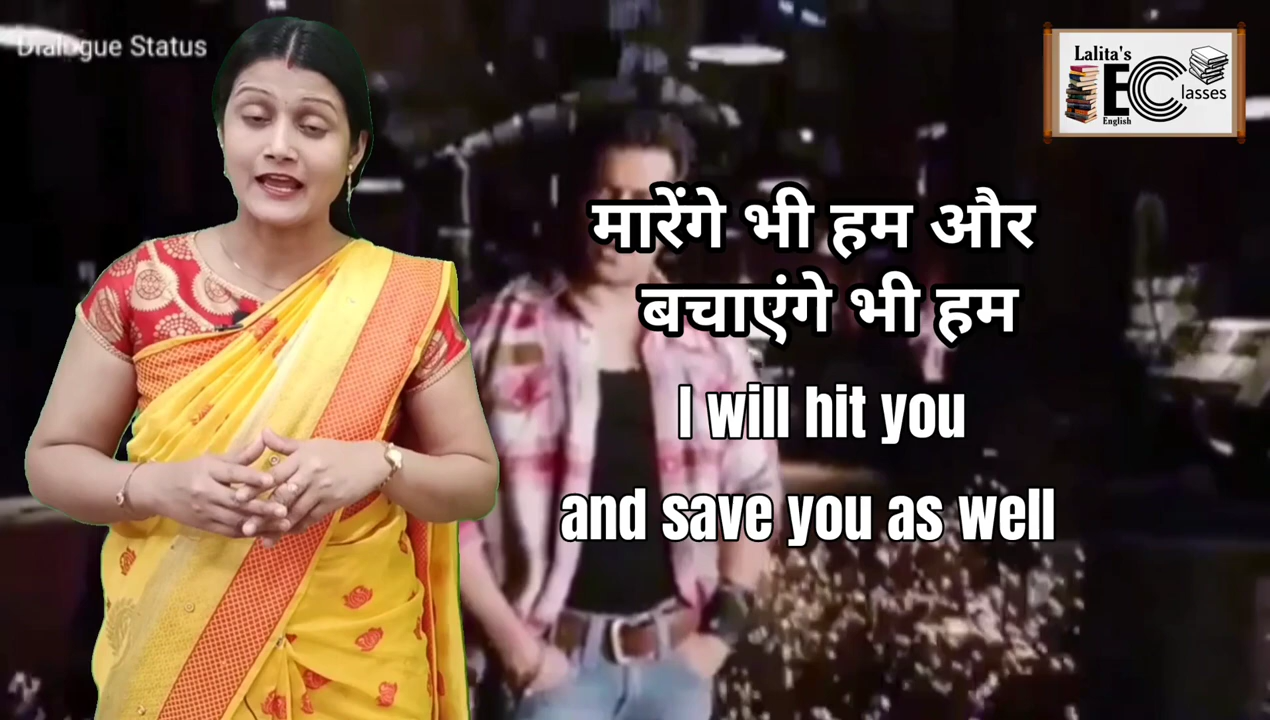 Dialogue Status
Lalita's
EC
lasses
English
मारेंगे भी हम और
बचाएंगे भी हम
I will hit you
and save you as well